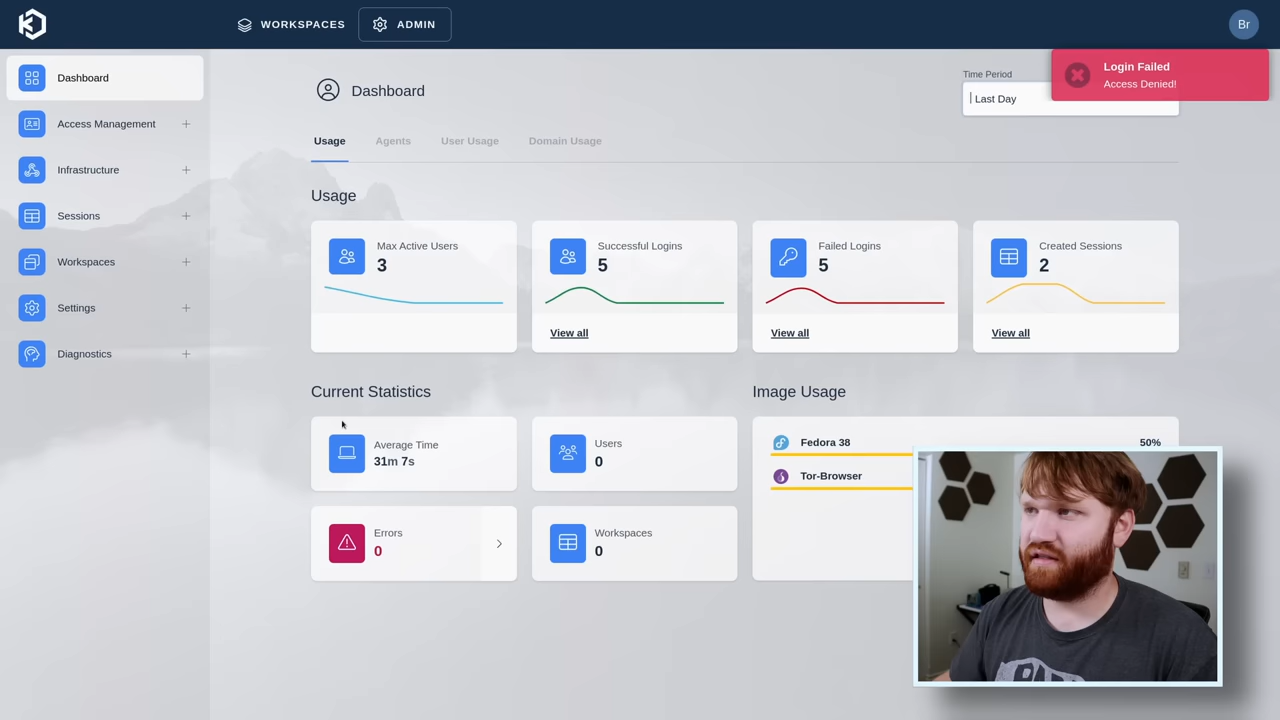 WORKSPACES
ADMIN
Br
Login Failed
Access Denied!
Dashboard
Access Management
Infrastructure
Sessions
Workspaces
Settings
Diagnostics
Dashboard
Time Period
Last Day
Usage Agents User Usage Domain Usage
Usage
Max Active Users
3
Successful Logins
5
View all
Failed Logins
5
View all
Created Sessions
2
View all
Current Statistics
Average Time
31m 7s
Users
0
Errors
0
Workspaces
0
Image Usage
Fedora 38 50%
Tor-Browser